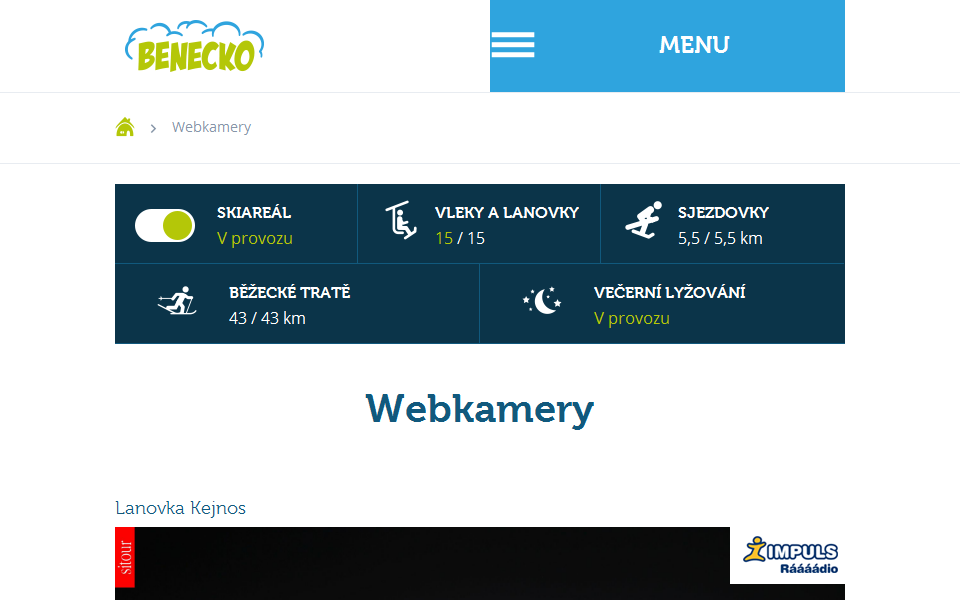 BENECKO
MENU
Webkamery
SKIAREÁL
V provozu
VLEKY A LANOVKY
15 / 15
SJEZDOVKY
5,5 / 5,5 km
BĚŽECKÉ TRATĚ
43 / 43 km
VEČERNÍ LYŽOVÁNÍ
V provozu
Webkamery
Lanovka Kejnos
sitour
IMPULS
Ráááádio